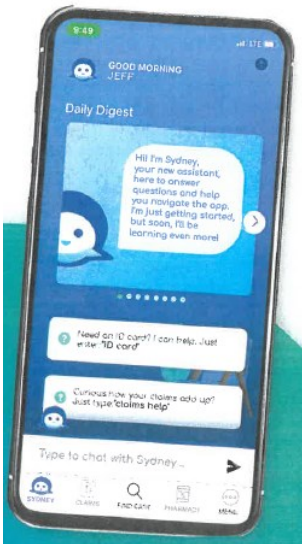 9:49
LTE
GOOD MORNING
JEFF
Daily Digest
Hi! I'm Sydney,
your new assistant,
here to answer
questions and help
you navigate the app.
I'm just getting started,
but soon, I'll be
learning even more!
Need an ID card? I can help. Just
enter "ID card"
Curious how your claims add up?
Just type "claims help"
Type to chat with Sydney...
SYDNEY
CLAIMS
FIND CARE
PHARMACY
MENU